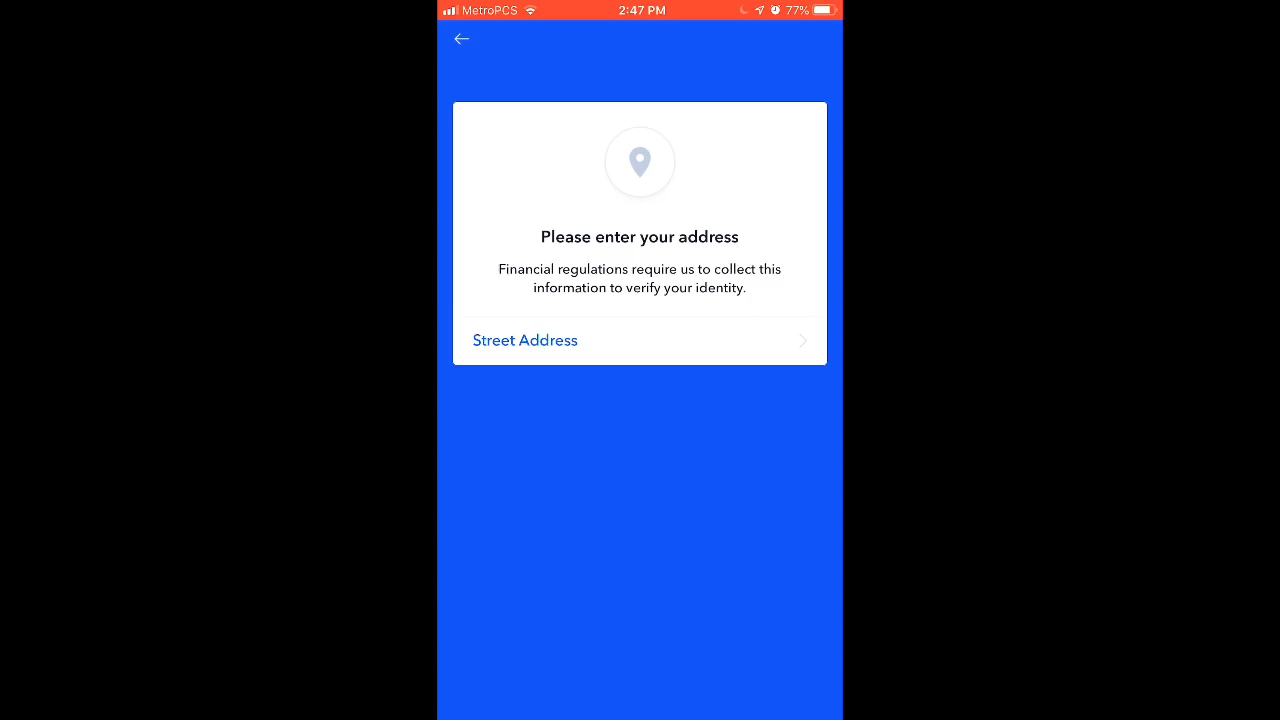 MetroPCS 2:47 PM 77%
Please enter your address
Financial regulations require us to collect this
information to verify your identity.
Street Address